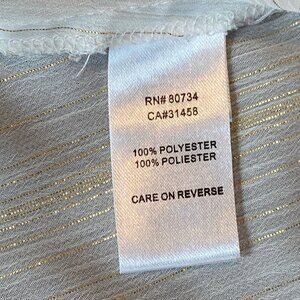 RN# 80734
CA#31458
100% POLYESTER
100% POLIESTER
CARE ON REVERSE